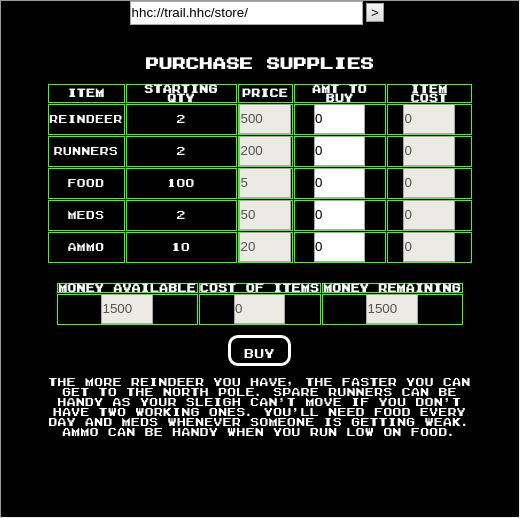 hhc://trail.hhc/store/ >
PURCHASE SUPPLIES
ITEM STARTING QTY PRICE AMT TO BUY ITEM COST
REINDEER 2 500 0 0
RUNNERS 2 200 0 0
FOOD 100 5 0 0
MEDS 2 50 0 0
AMMO 10 20 0 0
MONEY AVAILABLE COST OF ITEMS MONEY REMAINING
1500 0 1500
BUY
THE MORE REINDEER YOU HAVE, THE FASTER YOU CAN
GET TO THE NORTH POLE. SPARE RUNNERS CAN BE
HANDY AS YOUR SLEIGH CAN'T MOVE IF YOU DON'T
HAVE TWO WORKING ONES. YOU'LL NEED FOOD EVERY
DAY AND MEDS WHENEVER SOMEONE IS GETTING WEAK.
AMMO CAN BE HANDY WHEN YOU RUN LOW ON FOOD.